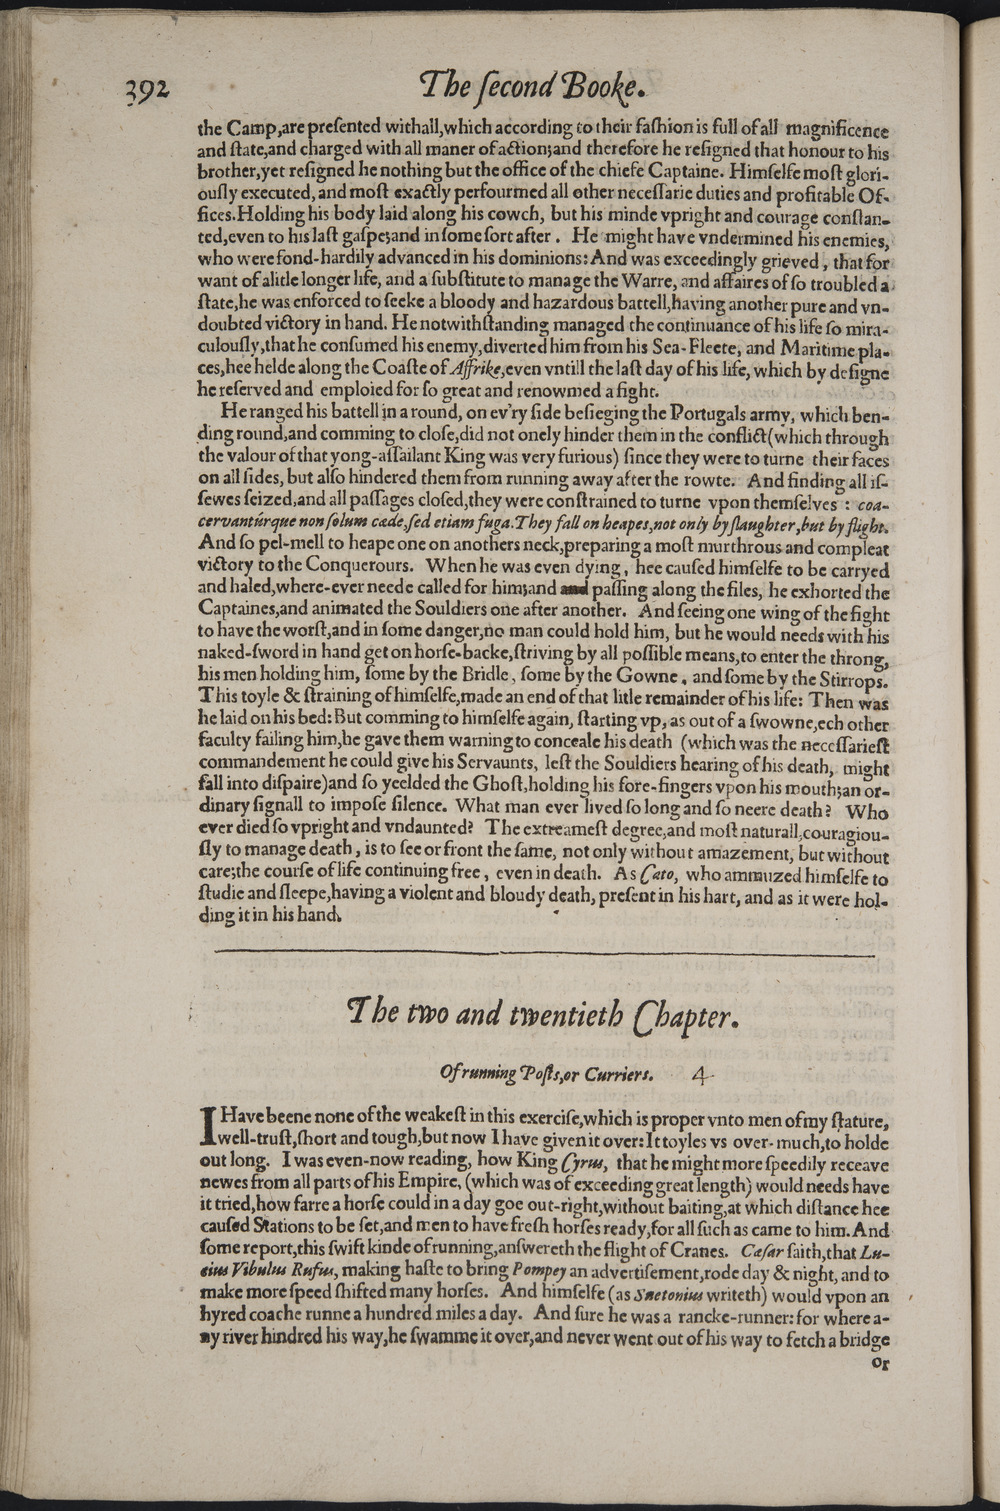 392 The ſecond Booke.
the Camp,are preſented withall,which according to their faſhion is full of all magnificence
and ſtate,and charged with all maner of action;and therefore he reſigned that honour to his
brother,yet reſigned he nothing but the office of the chiefe Captaine. Himſelfe moſt glori-
ouſly executed, and moſt exactly perfourmed all other neceſſarie duties and profitable Of-
fices.Holding his body laid along his cowch, but his minde vpright and courage conſtan-
ted,even to his laſt gaſpe;and in ſome ſort after . He might have vndermined his enemies,
who were fond-hardily advanced in his dominions: And was exceedingly grieved , that for
want of a litle longer life, and a ſubſtitute to manage the Warre, and affaires of ſo troubled a
ſtate,he was enforced to ſeeke a bloody and hazardous battell,having another pure and vn-
doubted victory in hand. He notwithſtanding managed the continuance of his life ſo mira-
culouſly,that he conſumed his enemy,diverted him from his Sea-Fleete, and Maritime pla-
ces,hee helde along the Coaſte of Affrike,even vntill the laſt day of his life, which by deſigne
he reſerved and emploied for ſo great and renowmed a fight.
He ranged his battell in a round, on ev'ry ſide beſieging the Portugals army, which ben-
ding round,and comming to cloſe,did not onely hinder them in the conflict(which through
the valour of that yong-aſſailant King was very furious) ſince they were to turne their faces
on all ſides, but alſo hindered them from running away after the rowte. And finding all iſ-
ſewes ſeized,and all paſſages cloſed,they were conſtrained to turne vpon themſelves : coa-
cervantúrque non ſolum cæde,ſed etiam fuga.They fall on heapes,not only by ſlaughter,but by flight.
And ſo pel-mell to heape one on anothers neck,preparing a moſt murthrous and compleat
victory to the Conquerours. When he was even dying , hee cauſed himſelfe to be carryed
and haled,where-ever neede called for him;and and paſſing along the files, he exhorted the
Captaines,and animated the Souldiers one after another. And ſeeing one wing of the fight
to have the worſt,and in ſome danger,no man could hold him, but he would needs with his
naked-ſword in hand get on horſe-backe,ſtriving by all poſſible means,to enter the throng,
his men holding him, ſome by the Bridle , ſome by the Gowne , and ſome by the Stirrops.
This toyle & ſtraining of himſelfe,made an end of that litle remainder of his life: Then was
he laid on his bed: But comming to himſelfe again, ſtarting vp, as out of a ſwowne,ech other
faculty failing him,he gave them warning to conceale his death (which was the neceſſarieſt
commandement he could give his Servaunts, leſt the Souldiers hearing of his death, might
fall into diſpaire)and ſo yeelded the Ghoſt,holding his fore-fingers vpon his mouth;an or-
dinary ſignall to impoſe ſilence. What man ever lived ſo long and ſo neere death? Who
ever died ſo vpright and vndaunted? The extreameſt degree,and moſt naturall,couragiou-
ſly to manage death , is to ſee or front the ſame, not only without amazement, but without
care;the courſe of life continuing free , even in death. As Cato, who ammuzed himſelfe to
ſtudie and ſleepe,having a violent and bloudy death, preſent in his hart, and as it were hol-
ding it in his hand.
The two and twentieth Chapter.
Of running Poſts,or Curriers. 4
I Have beene none of the weakeſt in this exerciſe,which is proper vnto men of my ſtature,
well-truſt,ſhort and tough,but now I have given it over: It toyles vs over-much,to holde
out long. I was even-now reading, how King Cyrus, that he might more ſpeedily receave
newes from all parts of his Empire, (which was of exceeding great length) would needs have
it tried,how farre a horſe could in a day goe out-right,without baiting,at which diſtance hee
cauſed Stations to be ſet,and men to have freſh horſes ready,for all ſuch as came to him. And
ſome report,this ſwift kinde of running,anſwereth the flight of Cranes. Cæſar ſaith,that Lu-
cius Vibulus Rufus, making haſte to bring Pompey an advertiſement,rode day & night, and to
make more ſpeed ſhifted many horſes. And himſelfe (as Suetonius writeth) would vpon an
hyred coache runne a hundred miles a day. And ſure he was a rancke-runner: for where a-
ny river hindred his way,he ſwamme it over,and never went out of his way to fetch a bridge
or